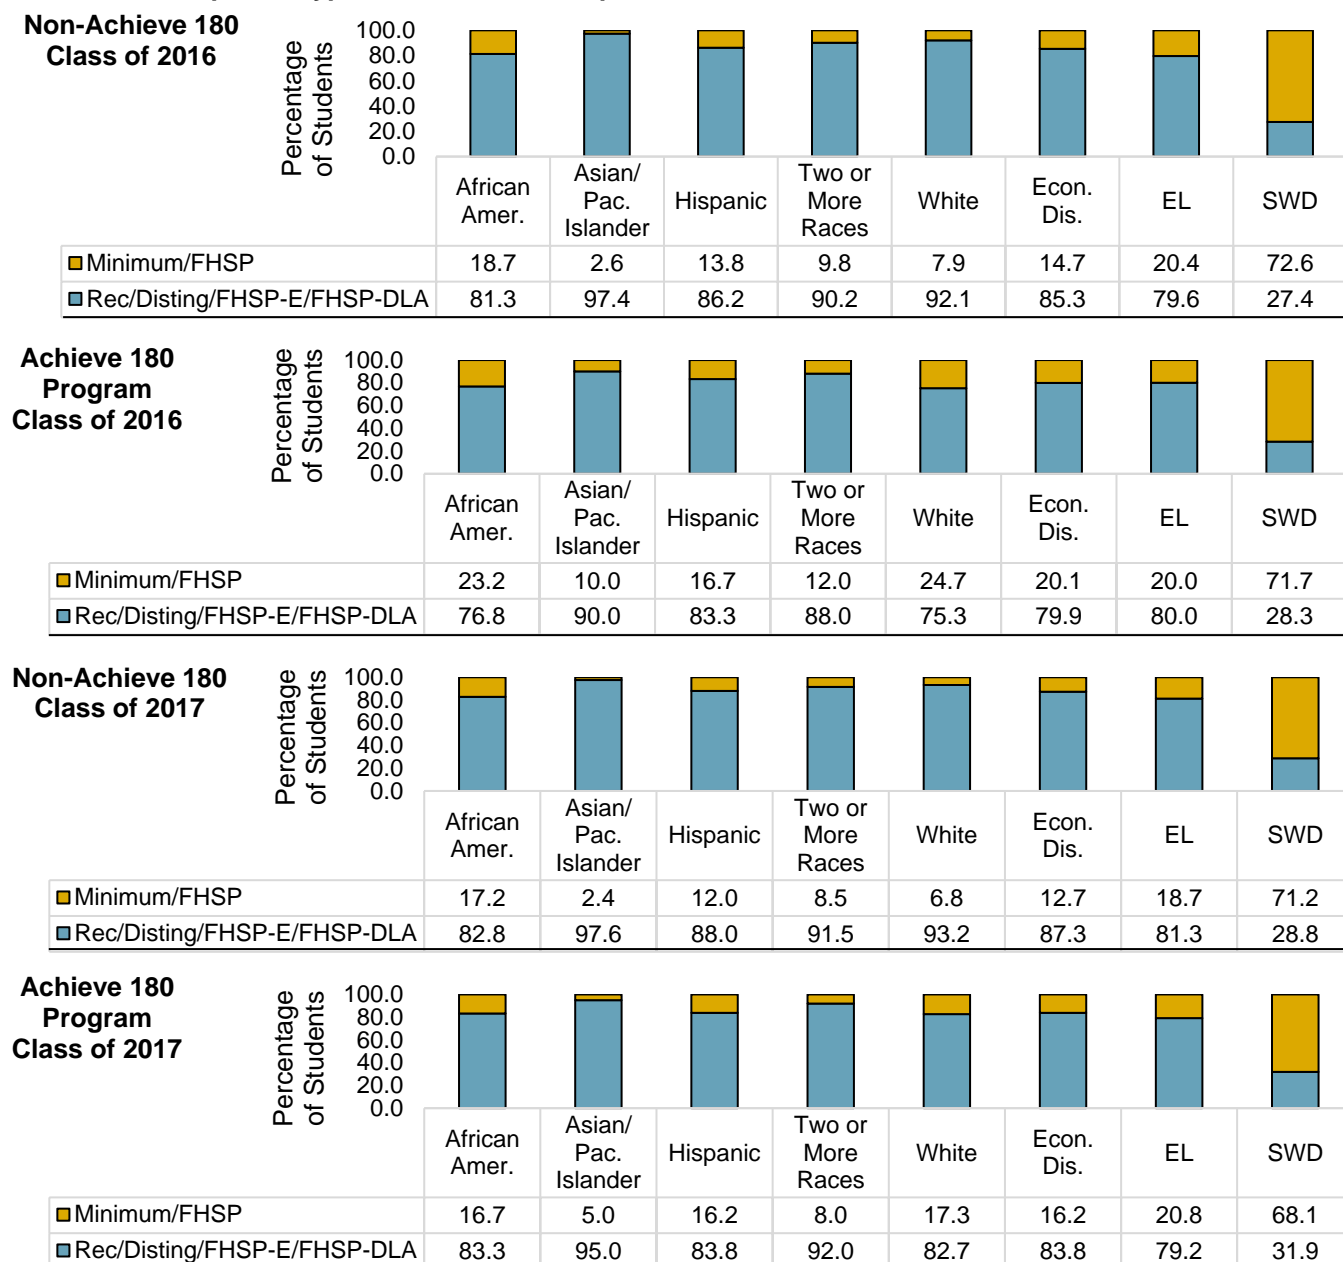 Non-Achieve 180
Class of 2016
Percentage
of Students
100.0
80.0
60.0
40.0
20.0
0.0
African Amer. Asian/ Pac. Islander Hispanic Two or More Races White Econ. Dis. EL SWD
Minimum/FHSP 18.7 2.6 13.8 9.8 7.9 14.7 20.4 72.6
Rec/Disting/FHSP-E/FHSP-DLA 81.3 97.4 86.2 90.2 92.1 85.3 79.6 27.4
Achieve 180
Program
Class of 2016
Percentage
of Students
100.0
80.0
60.0
40.0
20.0
0.0
African Amer. Asian/ Pac. Islander Hispanic Two or More Races White Econ. Dis. EL SWD
Minimum/FHSP 23.2 10.0 16.7 12.0 24.7 20.1 20.0 71.7
Rec/Disting/FHSP-E/FHSP-DLA 76.8 90.0 83.3 88.0 75.3 79.9 80.0 28.3
Non-Achieve 180
Class of 2017
Percentage
of Students
100.0
80.0
60.0
40.0
20.0
0.0
African Amer. Asian/ Pac. Islander Hispanic Two or More Races White Econ. Dis. EL SWD
Minimum/FHSP 17.2 2.4 12.0 8.5 6.8 12.7 18.7 71.2
Rec/Disting/FHSP-E/FHSP-DLA 82.8 97.6 88.0 91.5 93.2 87.3 81.3 28.8
Achieve 180
Program
Class of 2017
Percentage
of Students
100.0
80.0
60.0
40.0
20.0
0.0
African Amer. Asian/ Pac. Islander Hispanic Two or More Races White Econ. Dis. EL SWD
Minimum/FHSP 16.7 5.0 16.2 8.0 17.3 16.2 20.8 68.1
Rec/Disting/FHSP-E/FHSP-DLA 83.3 95.0 83.8 92.0 82.7 83.8 79.2 31.9